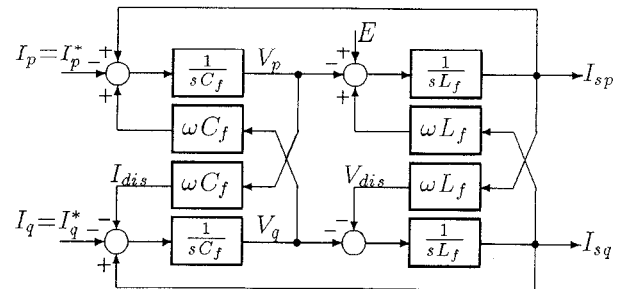 E
I_p=I_p^* − + + 1/sC_f V_p − + + 1/sL_f I_sp
ωC_f ωL_f
I_dis ωC_f V_dis ωL_f
I_q=I_q^* − − + 1/sC_f V_q − − 1/sL_f I_sq